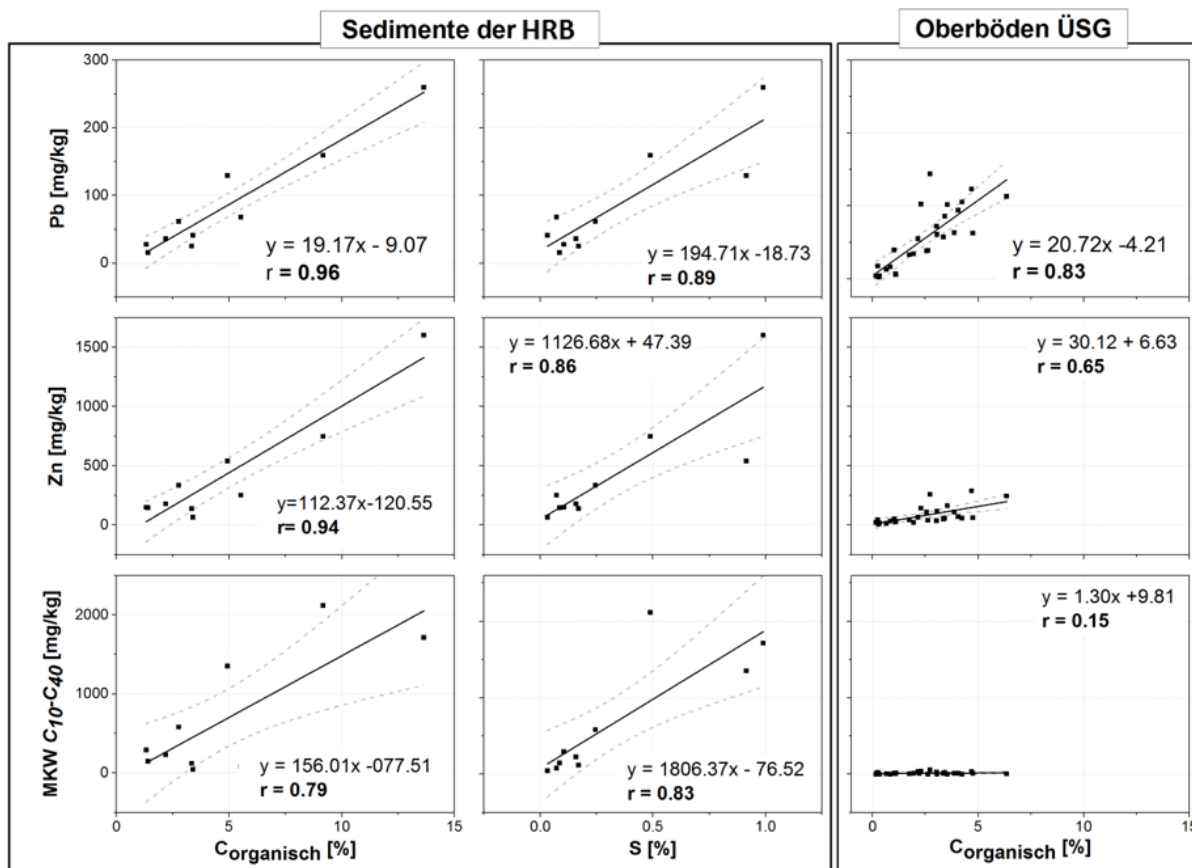 Sedimente der HRB
Oberböden ÜSG
Pb [mg/kg]
300
200
100
0
y = 19.17x - 9.07
r = 0.96
y = 194.71x -18.73
r = 0.89
y = 20.72x -4.21
r = 0.83
Zn [mg/kg]
1500
1000
500
0
y=112.37x-120.55
r= 0.94
y = 1126.68x + 47.39
r = 0.86
y = 30.12 + 6.63
r = 0.65
MKW C10-C40 [mg/kg]
2000
1000
0
y = 156.01x -077.51
r = 0.79
y = 1806.37x - 76.52
r = 0.83
y = 1.30x +9.81
r = 0.15
0 5 10 15
0.0 0.5 1.0
0 5 10 15
Corganisch [%]
S [%]
Corganisch [%]